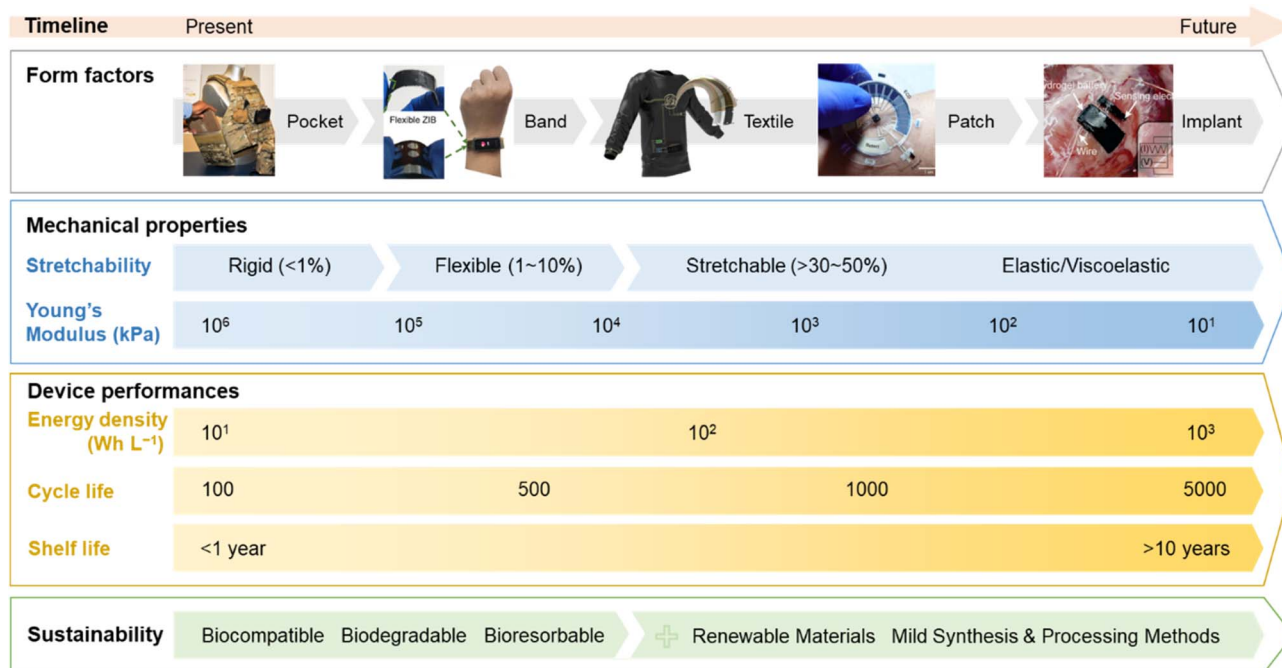 Timeline Present Future
Form factors
Flexible ZIB
Pocket Band Textile Patch Implant
Wire
(V)
Mechanical properties
Stretchability Rigid (<1%) Flexible (1~10%) Stretchable (>30~50%) Elastic/Viscoelastic
Young's
Modulus (kPa) 10⁶ 10⁵ 10⁴ 10³ 10² 10¹
Device performances
Energy density
(Wh L⁻¹) 10¹ 10² 10³
Cycle life 100 500 1000 5000
Shelf life <1 year >10 years
Sustainability Biocompatible Biodegradable Bioresorbable + Renewable Materials Mild Synthesis & Processing Methods